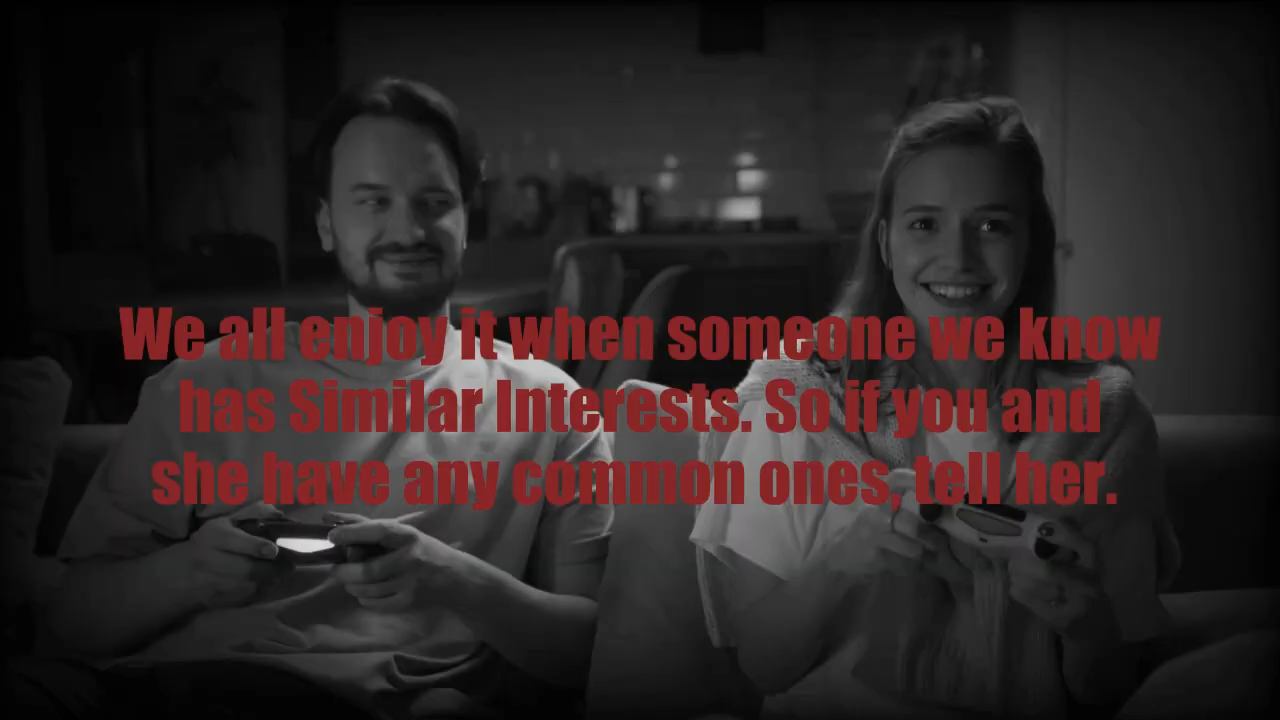 We all enjoy it when someone we know
has Similar Interests. So if you and
she have any common ones, tell her.